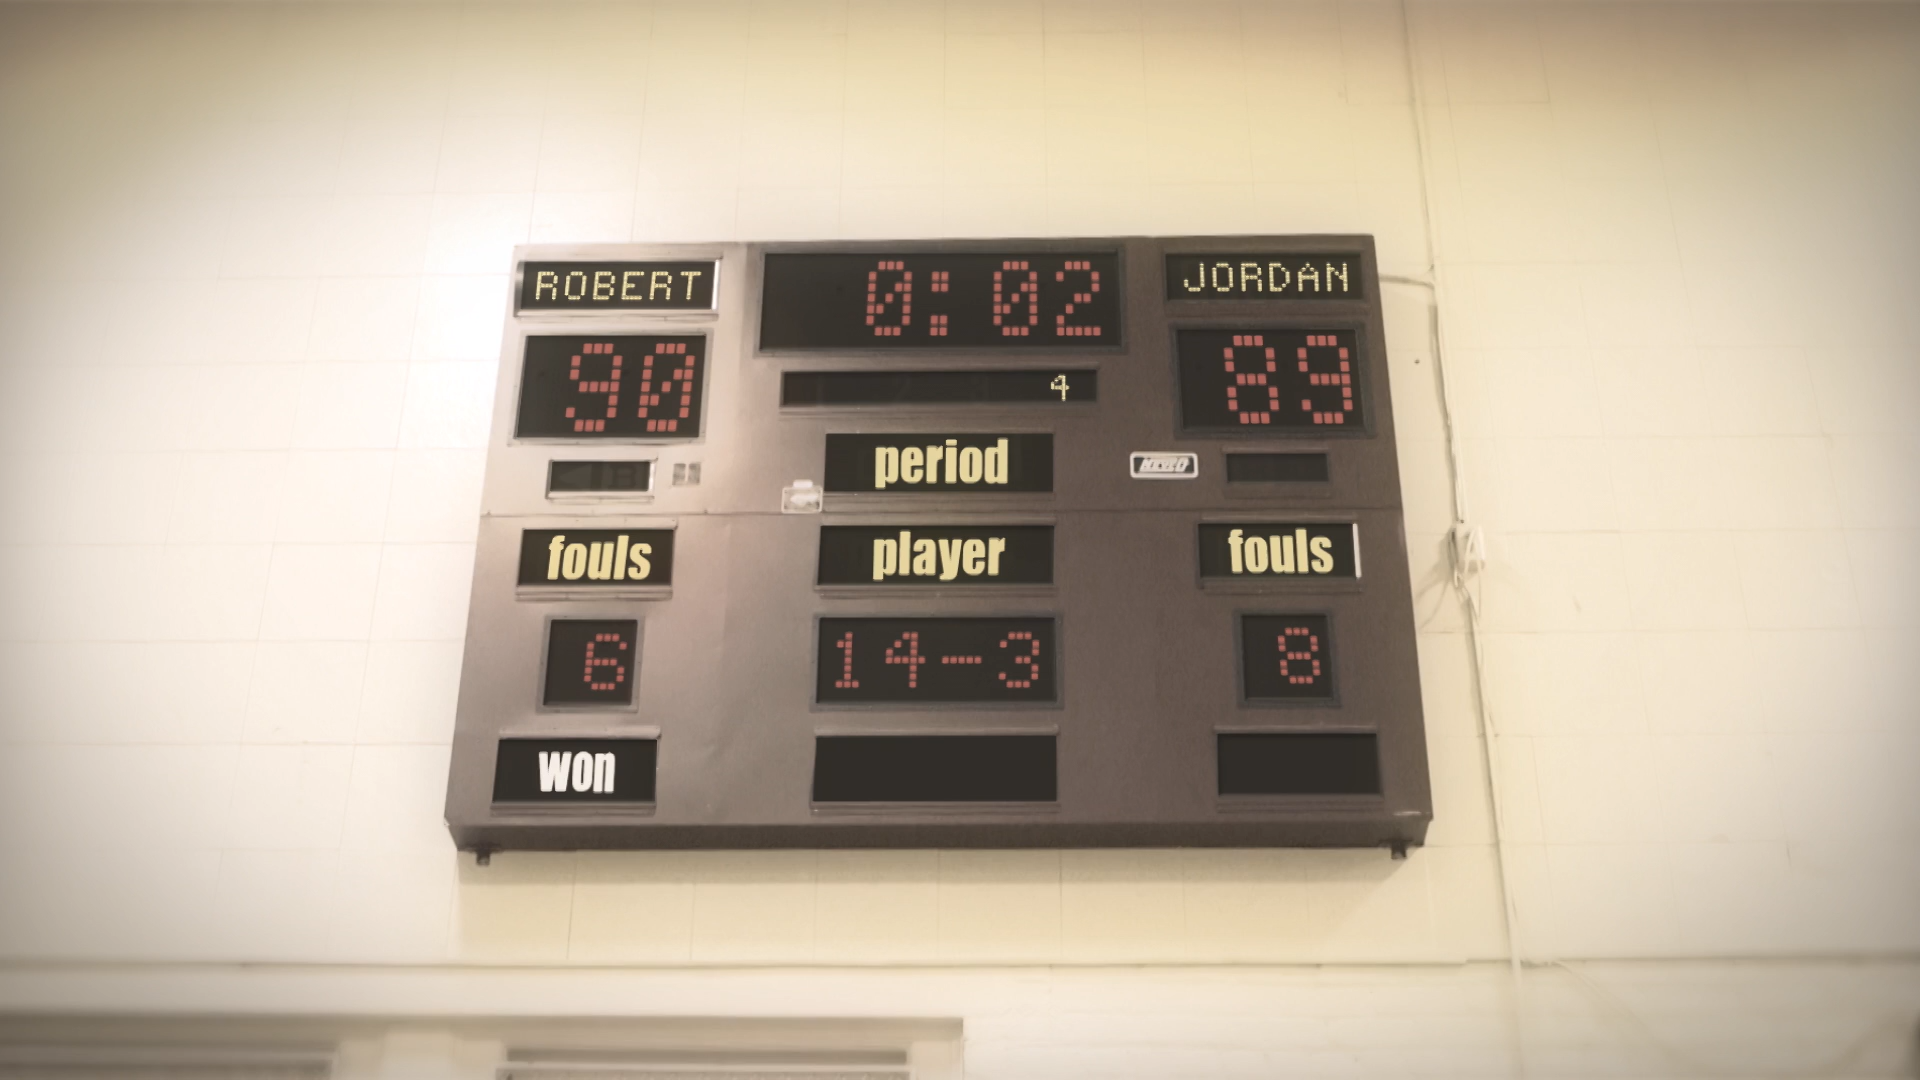 ROBERT 0:02 JORDAN
90 4 89
period
fouls player fouls
6 14-3 8
won